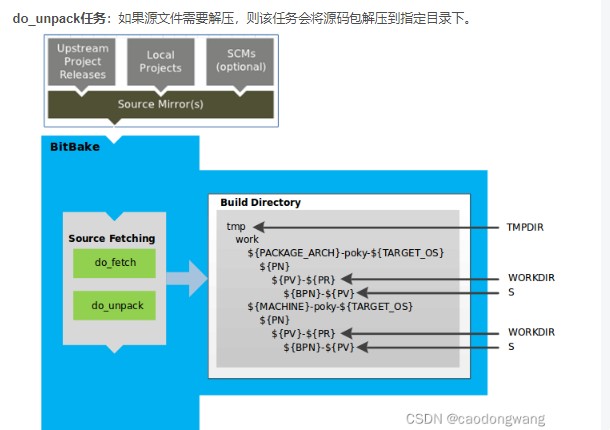 do_unpack任务：如果源文件需要解压，则该任务会将源码包解压到指定目录下。
Upstream
Project
Releases
Local
Projects
SCMs
(optional)
Source Mirror(s)
BitBake
Source Fetching
do_fetch
do_unpack
Build Directory
tmp
work
${PACKAGE_ARCH}-poky-${TARGET_OS}
${PN}
${PV}-${PR}
${BPN}-${PV}
${MACHINE}-poky-${TARGET_OS}
${PN}
${PV}-${PR}
${BPN}-${PV}
TMPDIR
WORKDIR
S
WORKDIR
S
CSDN @caodongwang